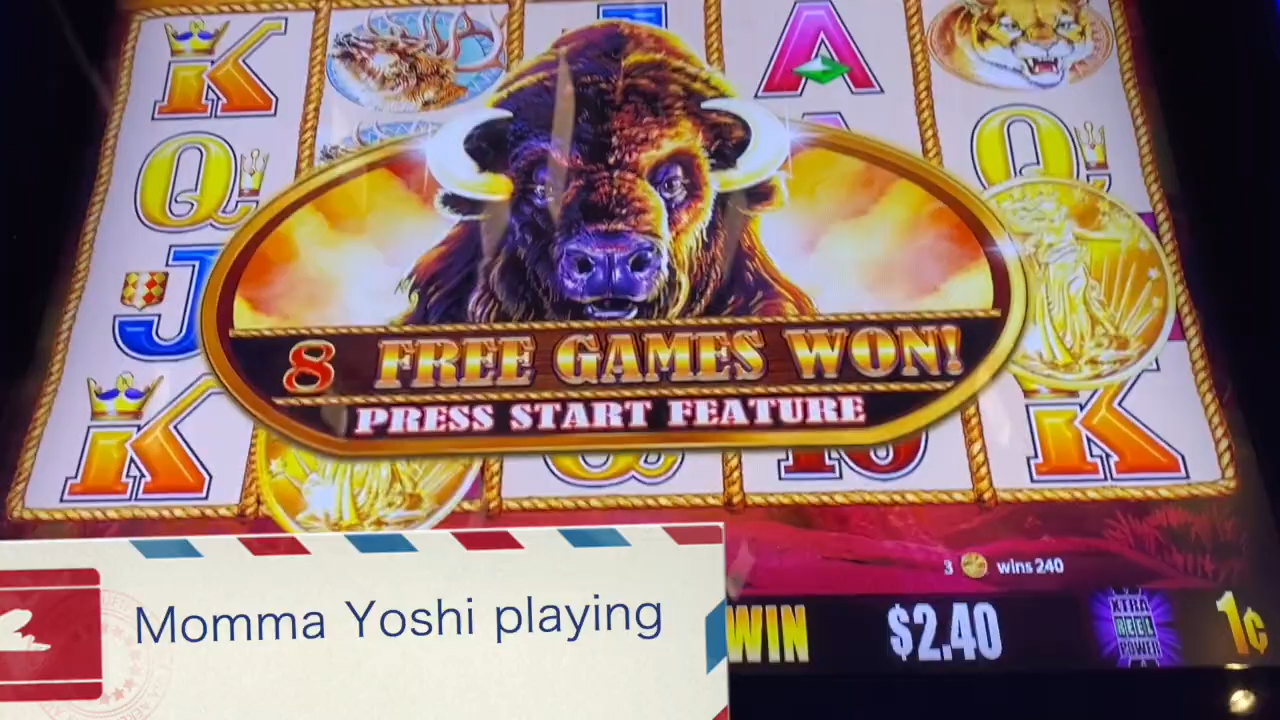 K
A
Q
Q
J
8 FREE GAMES WON!
PRESS START FEATURE
K
10
K
3 wins 240
WIN $2.40
XTRA
REEL
POWER
1¢
Momma Yoshi playing